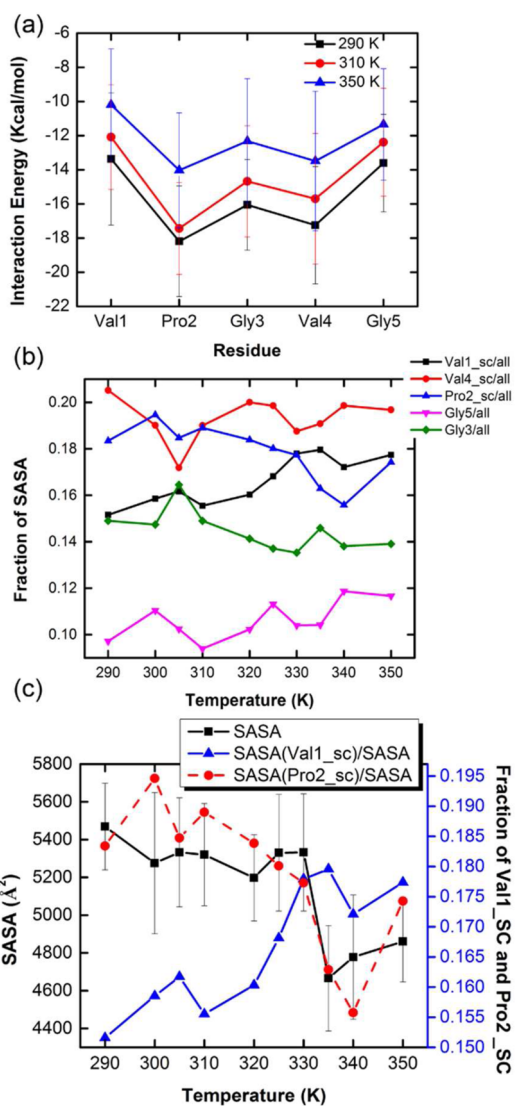 (a)
-6
-8
-10
-12
-14
-16
-18
-20
-22
Interaction Energy (Kcal/mol)
290 K
310 K
350 K
Val1 Pro2 Gly3 Val4 Gly5
Residue
(b)
Val1_sc/all
Val4_sc/all
Pro2_sc/all
Gly5/all
Gly3/all
0.20
0.18
0.16
0.14
0.12
0.10
Fraction of SASA
290 300 310 320 330 340 350
Temperature (K)
(c)
SASA
SASA(Val1_sc)/SASA
SASA(Pro2_sc)/SASA
5800
5600
5400
5200
5000
4800
4600
4400
SASA (Å²)
0.195
0.190
0.185
0.180
0.175
0.170
0.165
0.160
0.155
0.150
Fraction of Val1_SC and Pro2_SC
290 300 310 320 330 340 350
Temperature (K)